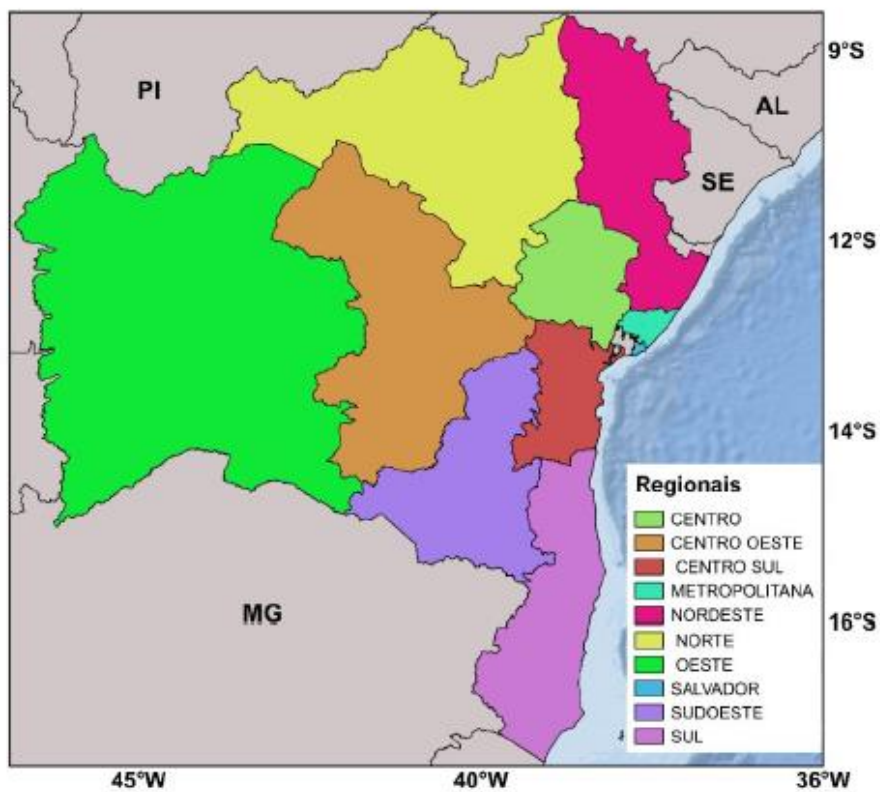 PI
AL
SE
MG
9°S
12°S
14°S
16°S
45°W
40°W
36°W
Regionais
CENTRO
CENTRO OESTE
CENTRO SUL
METROPOLITANA
NORDESTE
NORTE
OESTE
SALVADOR
SUDOESTE
SUL